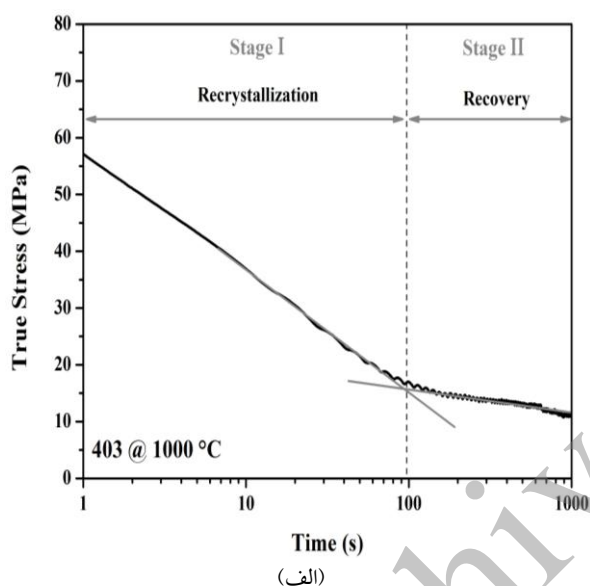 80
70
60
50
40
30
20
10
0
True Stress (MPa)
Stage I
Stage II
Recrystallization
Recovery
403 @ 1000 °C
1
10
100
1000
Time (s)
(الف)
hiv